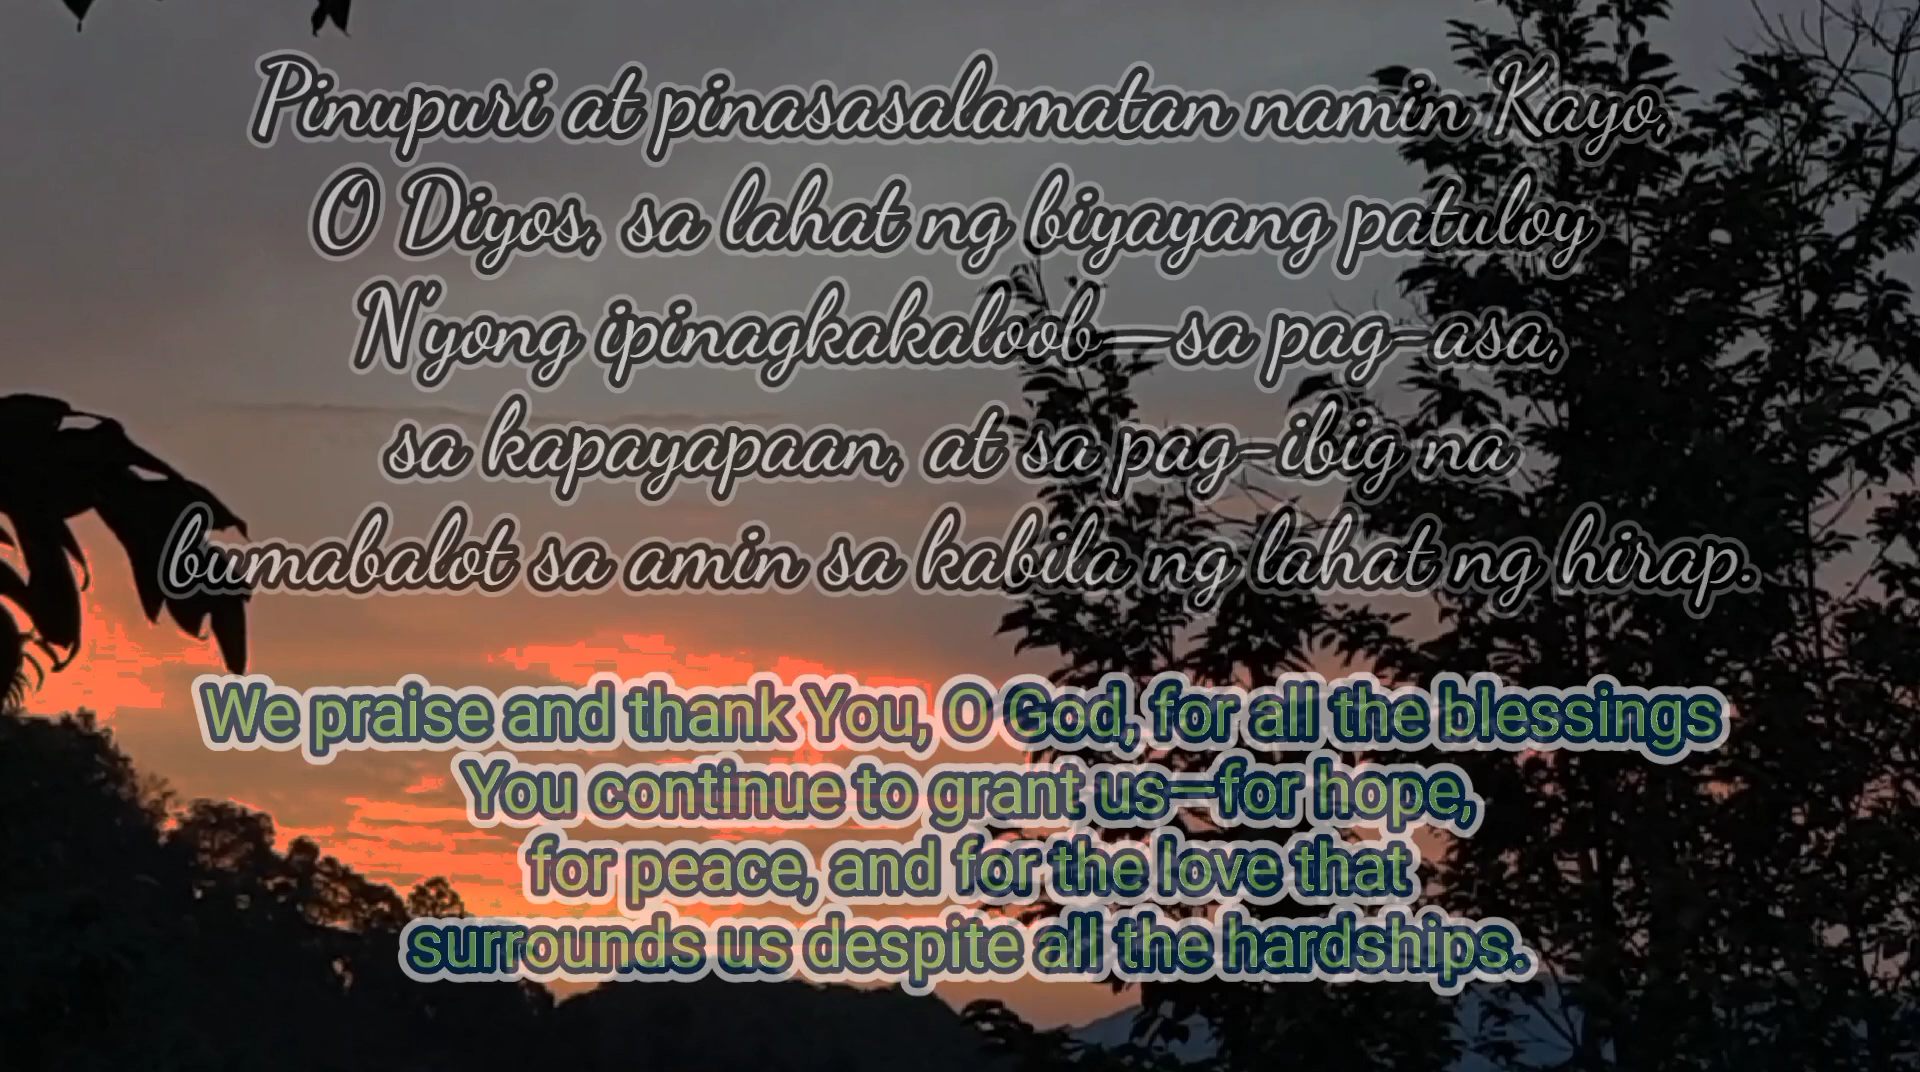 Pinupuri at pinasasalamatan namin Kayo,
O Diyos, sa lahat ng biyayang patuloy
N'yong ipinagkakaloob—sa pag-asa,
sa kapayapaan, at sa pag-ibig na
bumabalot sa amin sa kabila ng lahat ng hirap.
We praise and thank You, O God, for all the blessings
You continue to grant us—for hope,
for peace, and for the love that
surrounds us despite all the hardships.